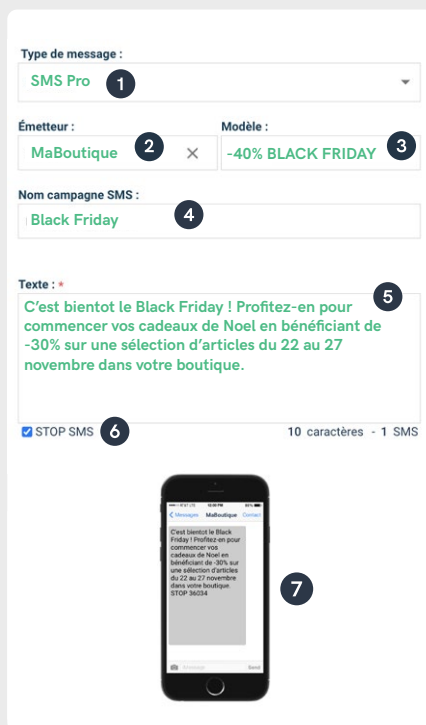 Type de message :
SMS Pro
1
Émetteur :
Modèle :
MaBoutique
2
-40% BLACK FRIDAY
3
Nom campagne SMS :
Black Friday
4
Texte : *
5
C’est bientot le Black Friday ! Profitez-en pour
commencer vos cadeaux de Noel en bénéficiant de
-30% sur une sélection d’articles du 22 au 27
novembre dans votre boutique.
STOP SMS
6
10 caractères - 1 SMS
Messages
MaBoutique
Contact
C'est bientot le Black
Friday ! Profitez-en pour
commencer vos
cadeaux de Noel en
bénéficiant de -30% sur
une sélection d'articles
du 22 au 27 novembre
dans votre boutique
STOP 36034
7
Send